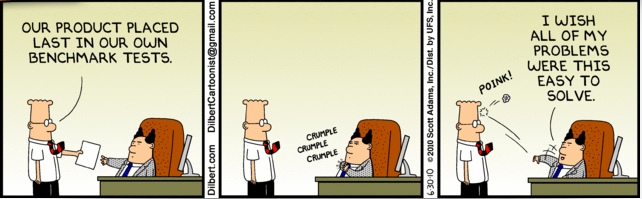 OUR PRODUCT PLACED
LAST IN OUR OWN
BENCHMARK TESTS.
Dilbert.com DilbertCartoonist@gmail.com
CRUMPLE
CRUMPLE
CRUMPLE
6-30-10 ©2010 Scott Adams, Inc./Dist. by UFS, Inc.
POINK!
I WISH
ALL OF MY
PROBLEMS
WERE THIS
EASY TO
SOLVE.